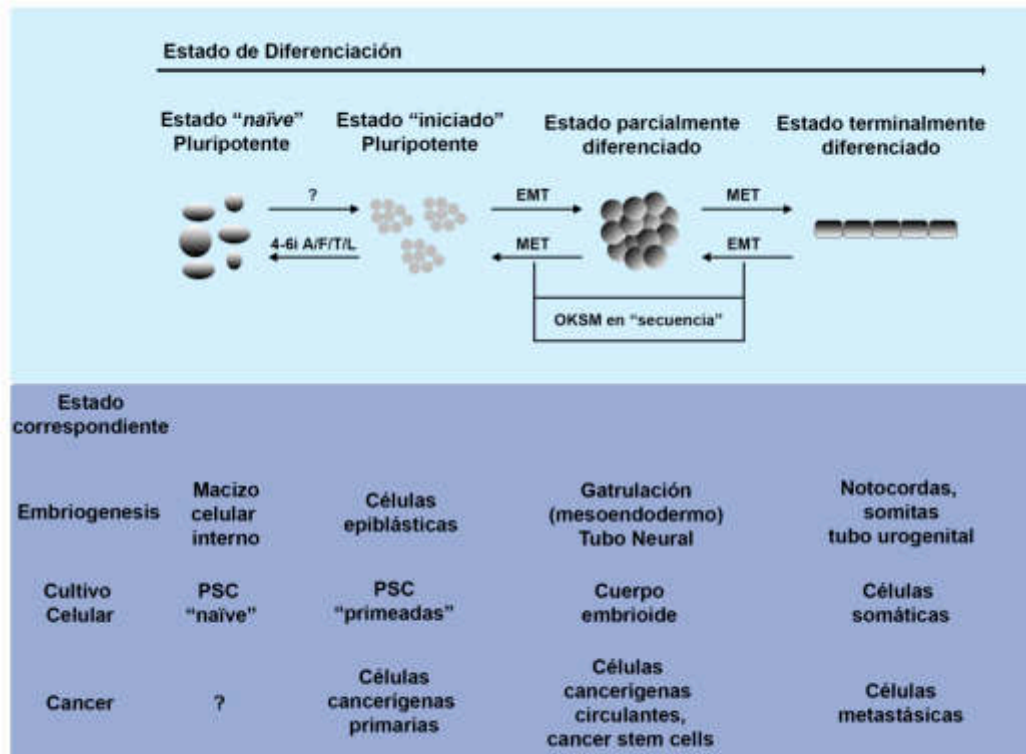 Estado de Diferenciación
Estado “naïve”
Pluripotente
Estado “iniciado”
Pluripotente
Estado parcialmente
diferenciado
Estado terminalmente
diferenciado
?
EMT
MET
4-6i A/F/T/L
MET
EMT
OKSM en “secuencia”
Estado
correspondiente
Embriogenesis
Macizo
celular
interno
Células
epiblásticas
Gatrulación
(mesoendodermo)
Tubo Neural
Notocordas,
somitas
tubo urogenital
Cultivo
Celular
PSC
“naïve”
PSC
“primeadas”
Cuerpo
embrioide
Células
somáticas
Cancer
?
Células
cancerígenas
primarias
Células
cancerígenas
circulantes,
cancer stem cells
Células
metastásicas